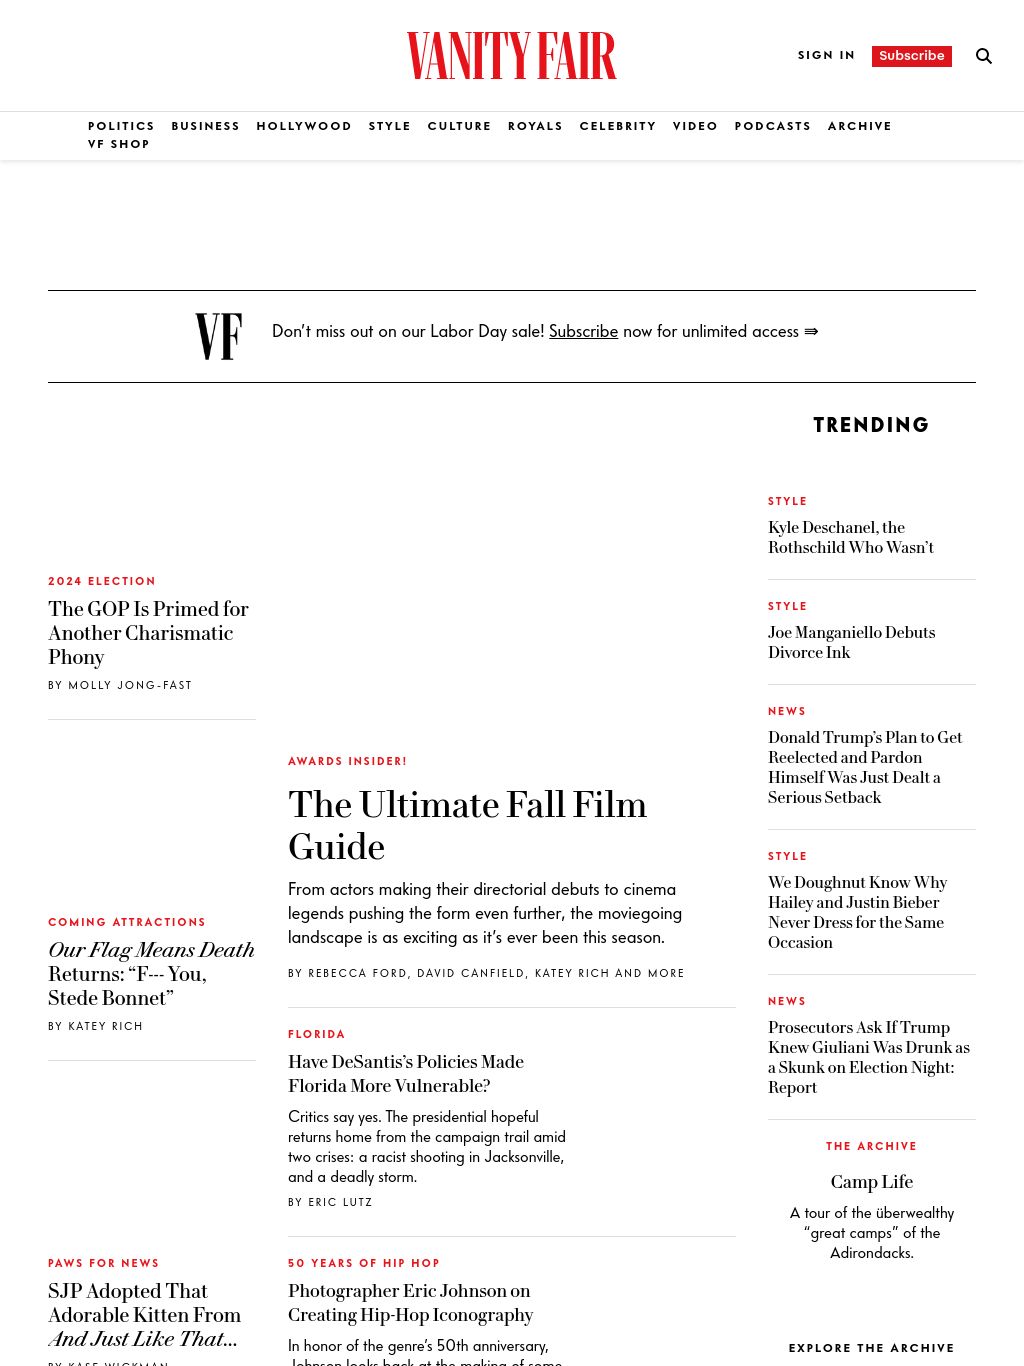 VANITY FAIR
SIGN IN
Subscribe
POLITICS BUSINESS HOLLYWOOD STYLE CULTURE ROYALS CELEBRITY VIDEO PODCASTS ARCHIVE
VF SHOP
VF
Don’t miss out on our Labor Day sale! Subscribe now for unlimited access ⇛
2024 ELECTION
The GOP Is Primed for
Another Charismatic
Phony
BY MOLLY JONG-FAST
COMING ATTRACTIONS
Our Flag Means Death
Returns: “F--- You,
Stede Bonnet”
BY KATEY RICH
PAWS FOR NEWS
SJP Adopted That
Adorable Kitten From
And Just Like That…
BY KASE WICKMAN
AWARDS INSIDER!
The Ultimate Fall Film
Guide
From actors making their directorial debuts to cinema
legends pushing the form even further, the moviegoing
landscape is as exciting as it’s ever been this season.
BY REBECCA FORD, DAVID CANFIELD, KATEY RICH AND MORE
FLORIDA
Have DeSantis’s Policies Made
Florida More Vulnerable?
Critics say yes. The presidential hopeful
returns home from the campaign trail amid
two crises: a racist shooting in Jacksonville,
and a deadly storm.
BY ERIC LUTZ
50 YEARS OF HIP HOP
Photographer Eric Johnson on
Creating Hip-Hop Iconography
In honor of the genre’s 50th anniversary,
Johnson looks back at the making of some
TRENDING
STYLE
Kyle Deschanel, the
Rothschild Who Wasn’t
STYLE
Joe Manganiello Debuts
Divorce Ink
NEWS
Donald Trump’s Plan to Get
Reelected and Pardon
Himself Was Just Dealt a
Serious Setback
STYLE
We Doughnut Know Why
Hailey and Justin Bieber
Never Dress for the Same
Occasion
NEWS
Prosecutors Ask If Trump
Knew Giuliani Was Drunk as
a Skunk on Election Night:
Report
THE ARCHIVE
Camp Life
A tour of the überwealthy
“great camps” of the
Adirondacks.
EXPLORE THE ARCHIVE